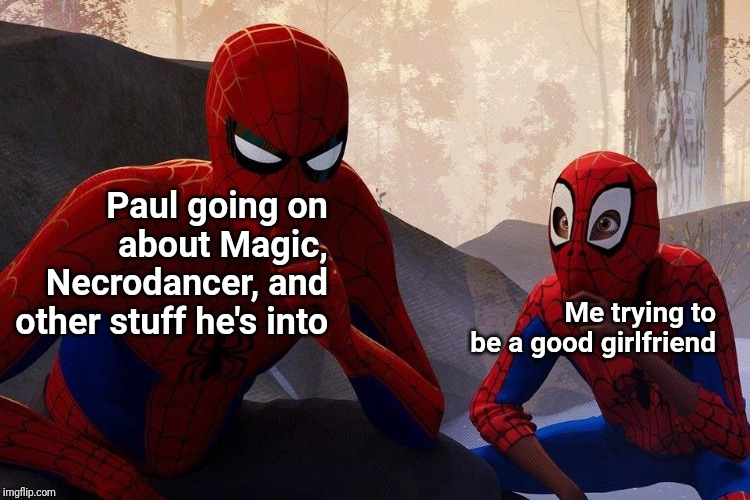 Paul going on
about Magic,
Necrodancer, and
other stuff he's into
Me trying to
be a good girlfriend
imgflip.com